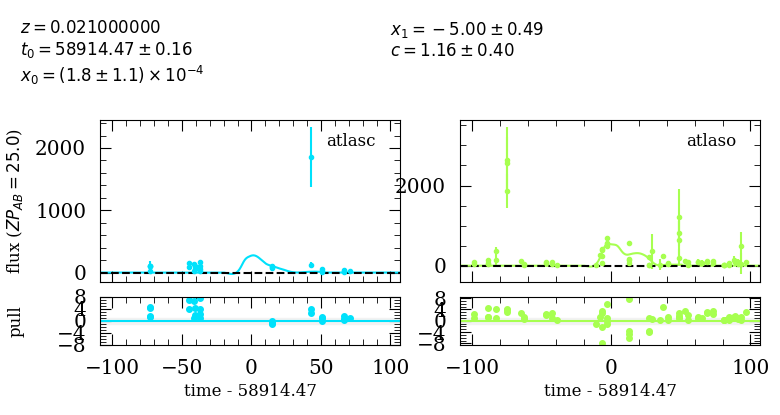 z = 0.021000000
t0 = 58914.47 ± 0.16
x0 = (1.8 ± 1.1) × 10^−4
x1 = −5.00 ± 0.49
c = 1.16 ± 0.40
flux (ZP_AB = 25.0)
2000
1000
0
atlasc
2000
0
atlaso
pull
8
4
0
−4
−8
8
4
0
−4
−8
−100 −50 0 50 100
−100 0 100
time - 58914.47
time - 58914.47